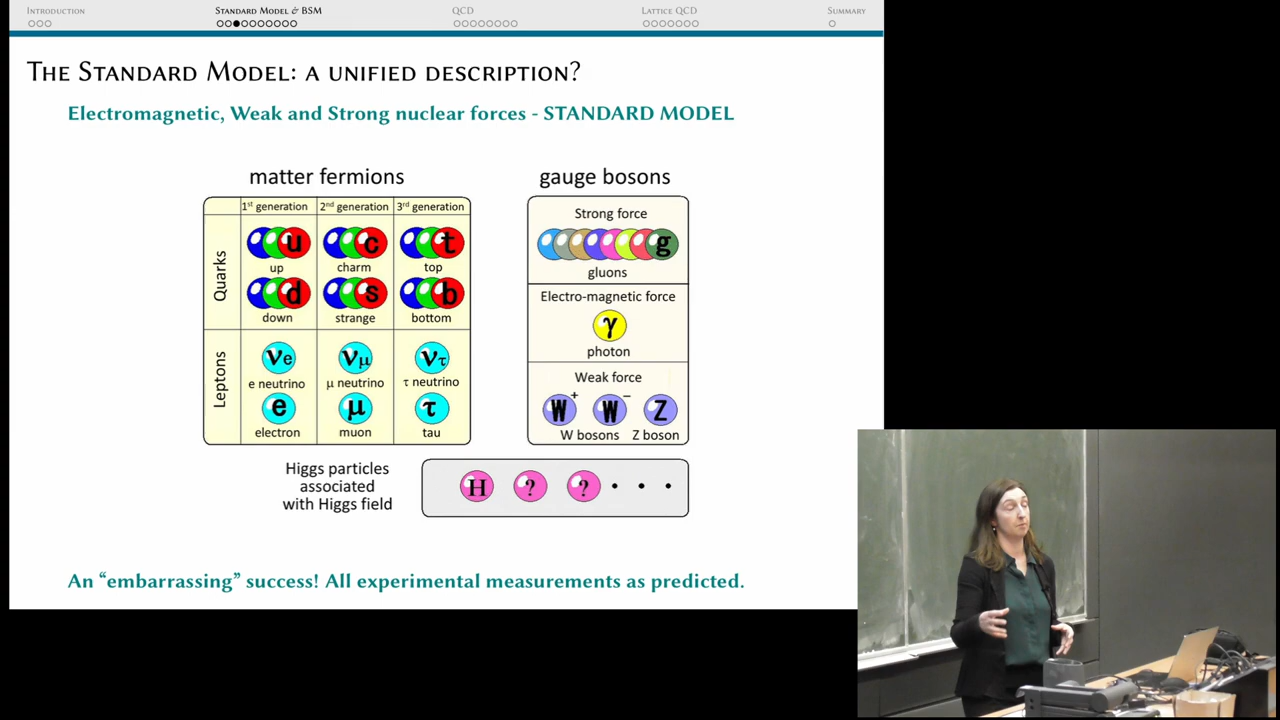 Introduction Standard Model & BSM QCD Lattice QCD Summary
The Standard Model: a unified description?
Electromagnetic, Weak and Strong nuclear forces - STANDARD MODEL
matter fermions
1st generation 2nd generation 3rd generation
Quarks
u c t
up charm top
d s b
down strange bottom
Leptons
νe νμ ντ
e neutrino μ neutrino τ neutrino
e μ τ
electron muon tau
gauge bosons
Strong force
g
gluons
Electro-magnetic force
γ
photon
Weak force
W+ W− Z
W bosons Z boson
Higgs particles
associated
with Higgs field
H ? ? • • •
An “embarrassing” success! All experimental measurements as predicted.